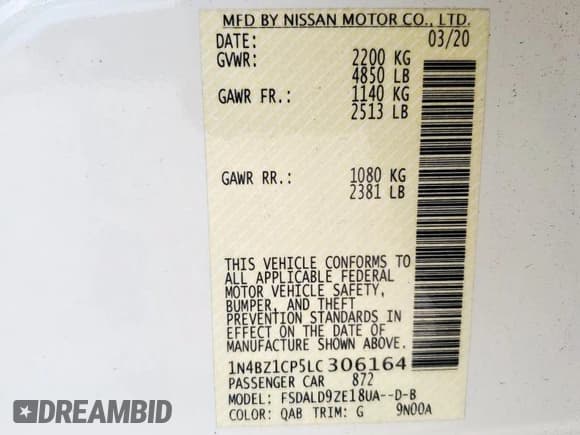 MFD BY NISSAN MOTOR CO., LTD.
DATE: 03/20
GVWR: 2200 KG
4850 LB
GAWR FR.: 1140 KG
2513 LB
GAWR RR.: 1080 KG
2381 LB
THIS VEHICLE CONFORMS TO
ALL APPLICABLE FEDERAL
MOTOR VEHICLE SAFETY,
BUMPER, AND THEFT
PREVENTION STANDARDS IN
EFFECT ON THE DATE OF
MANUFACTURE SHOWN ABOVE.
1N4BZ1CP5LC306164
PASSENGER CAR 872
MODEL: FSDALD9ZE18UA--D-B
COLOR: QAB TRIM: G 9N00A
DREAMBID